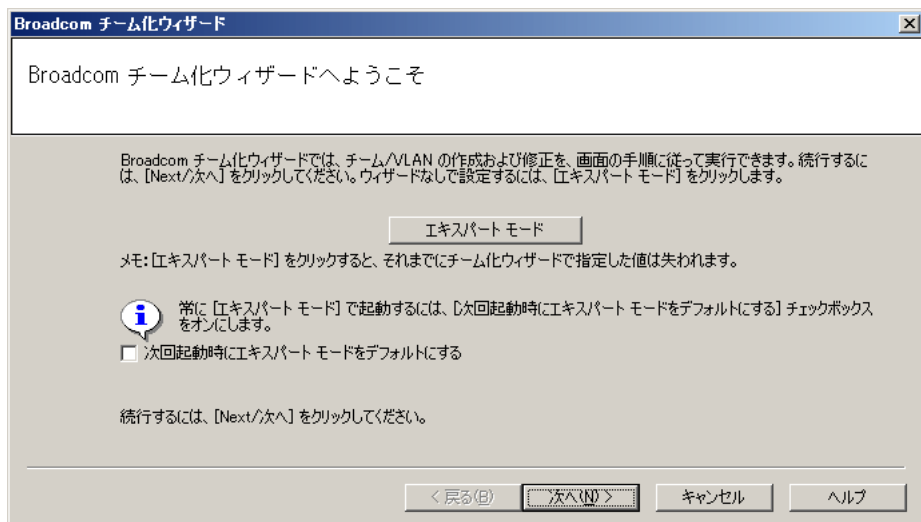 Broadcom チーム化ウィザード
Broadcom チーム化ウィザードへようこそ
Broadcom チーム化ウィザードでは、チーム/VLAN の作成および修正を、画面の手順に従って実行できます。続行するに
は、[Next/次へ] をクリックしてください。ウィザードなしで設定するには、[エキスパート モード] をクリックします。
エキスパート モード
メモ: [エキスパート モード] をクリックすると、それまでにチーム化ウィザードで指定した値は失われます。
常に [エキスパート モード] で起動するには、[次回起動時にエキスパート モードをデフォルトにする] チェックボックス
をオンにします。
次回起動時にエキスパート モードをデフォルトにする
続行するには、[Next/次へ] をクリックしてください。
< 戻る(B) 次へ(N) > キャンセル ヘルプ